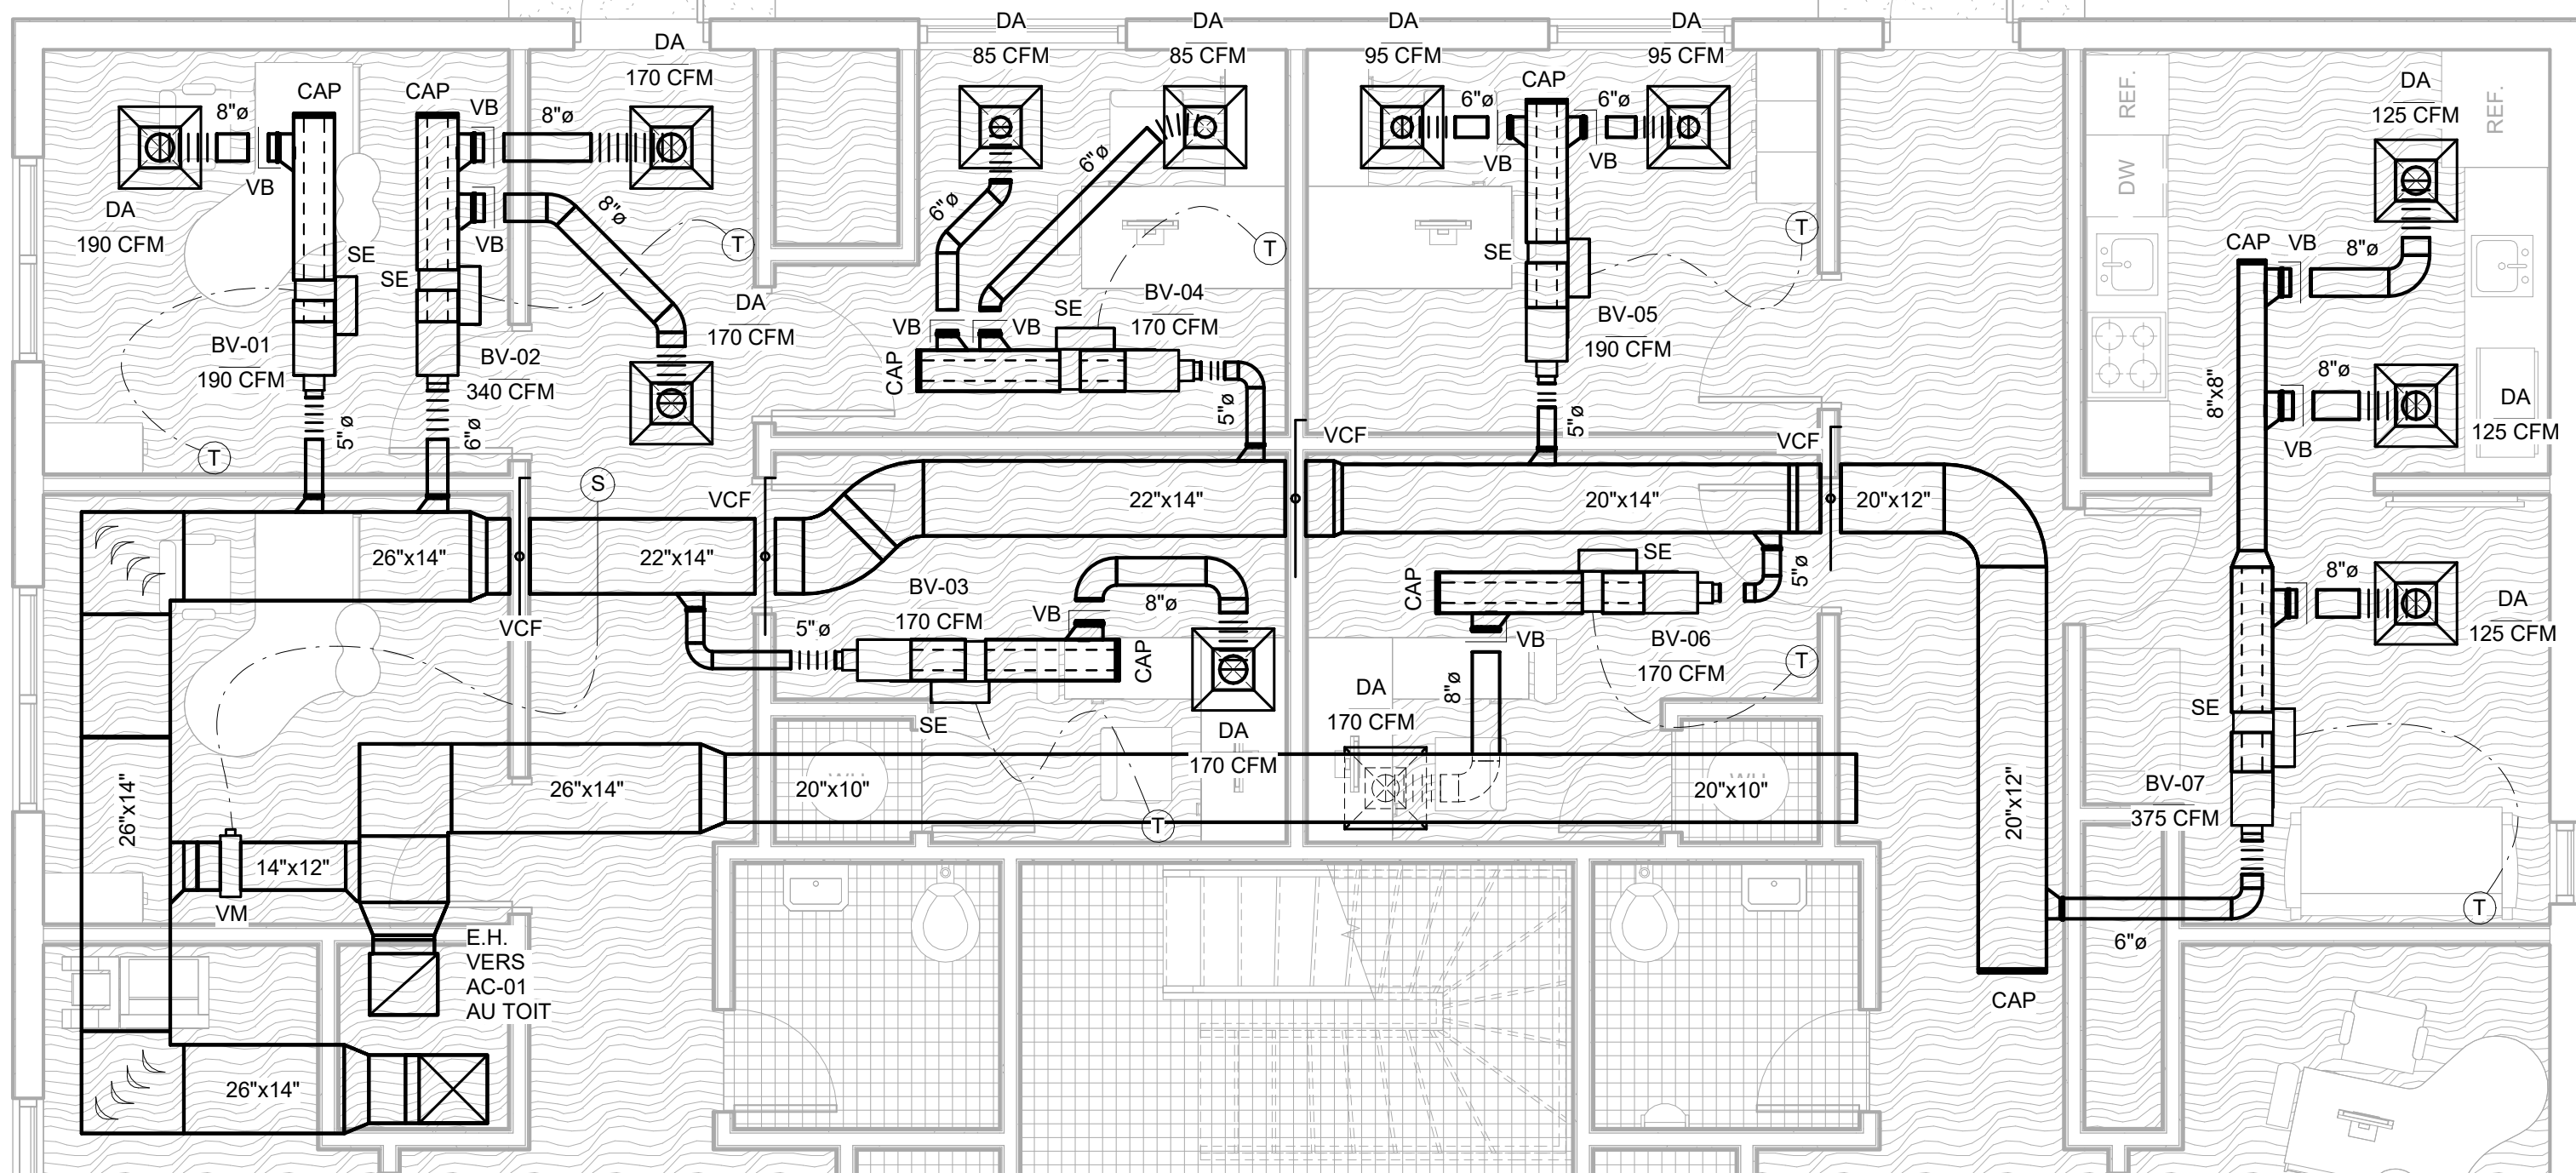 DA
85 CFM
DA
85 CFM
DA
95 CFM
DA
95 CFM
DA
170 CFM
CAP
CAP
CAP
VB
8"ø
8"ø
6"ø
6"ø
REF.
REF.
DA
125 CFM
VB
VB
VB
6"ø
DW
DA
190 CFM
8"ø
6"ø
T
T
T
VB
SE
SE
SE
CAP
VB
8"ø
DA
170 CFM
BV-04
170 CFM
SE
VB
VB
BV-05
190 CFM
BV-01
190 CFM
BV-02
340 CFM
CAP
8"x8"
8"ø
DA
125 CFM
5"ø
6"ø
5"ø
5"ø
VCF
VCF
VB
T
S
VCF
22"x14"
20"x14"
20"x12"
26"x14"
22"x14"
SE
5"ø
8"ø
BV-03
170 CFM
CAP
VB
8"ø
DA
125 CFM
VCF
5"ø
CAP
VB
BV-06
170 CFM
T
SE
DA
170 CFM
8"ø
DA
170 CFM
SE
26"x14"
26"x14"
20"x10"
20"x10"
20"x12"
BV-07
375 CFM
T
14"x12"
VM
T
E.H.
VERS
AC-01
AU TOIT
6"ø
CAP
26"x14"